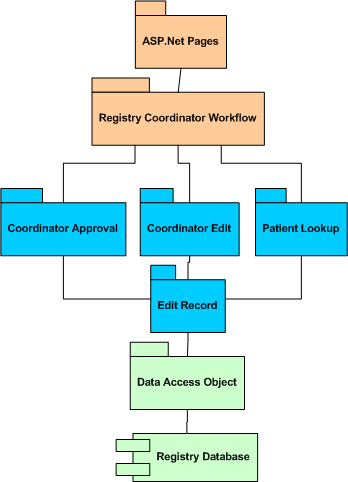 ASP.Net Pages
Registry Coordinator Workflow
Coordinator Approval
Coordinator Edit
Patient Lookup
Edit Record
Data Access Object
Registry Database